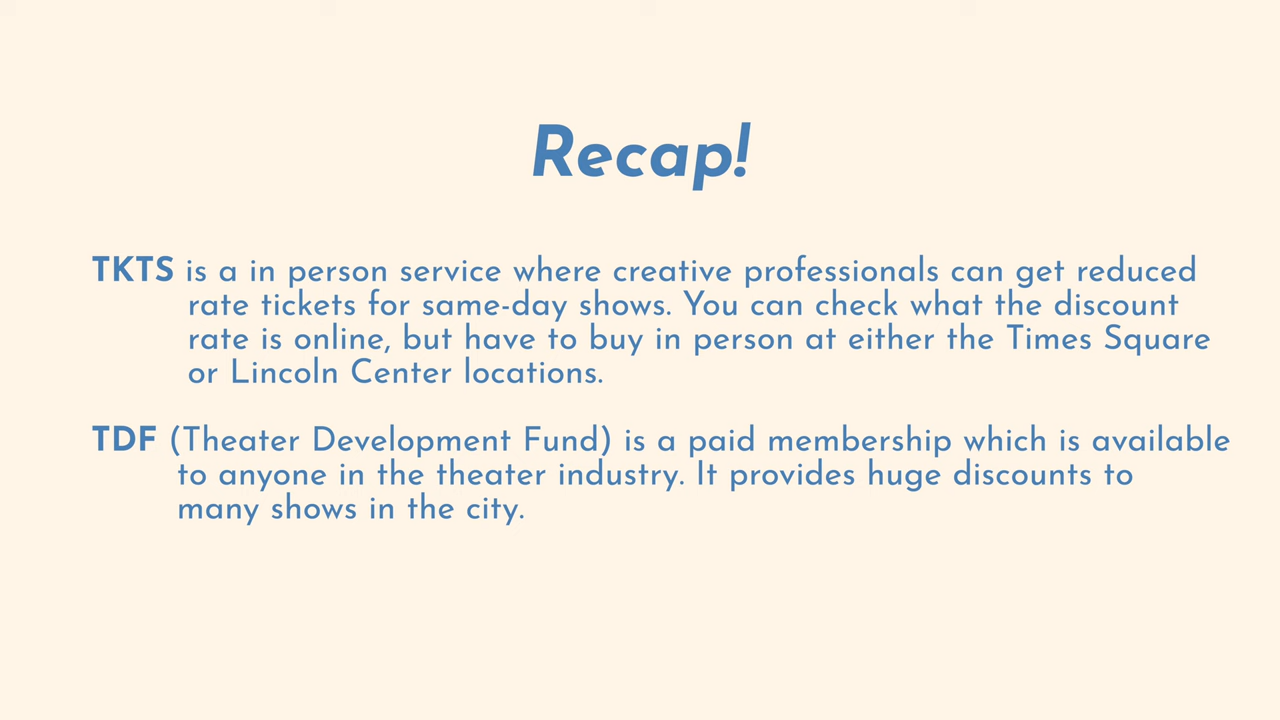 Recap!
TKTS is a in person service where creative professionals can get reduced
rate tickets for same-day shows. You can check what the discount
rate is online, but have to buy in person at either the Times Square
or Lincoln Center locations.
TDF (Theater Development Fund) is a paid membership which is available
to anyone in the theater industry. It provides huge discounts to
many shows in the city.